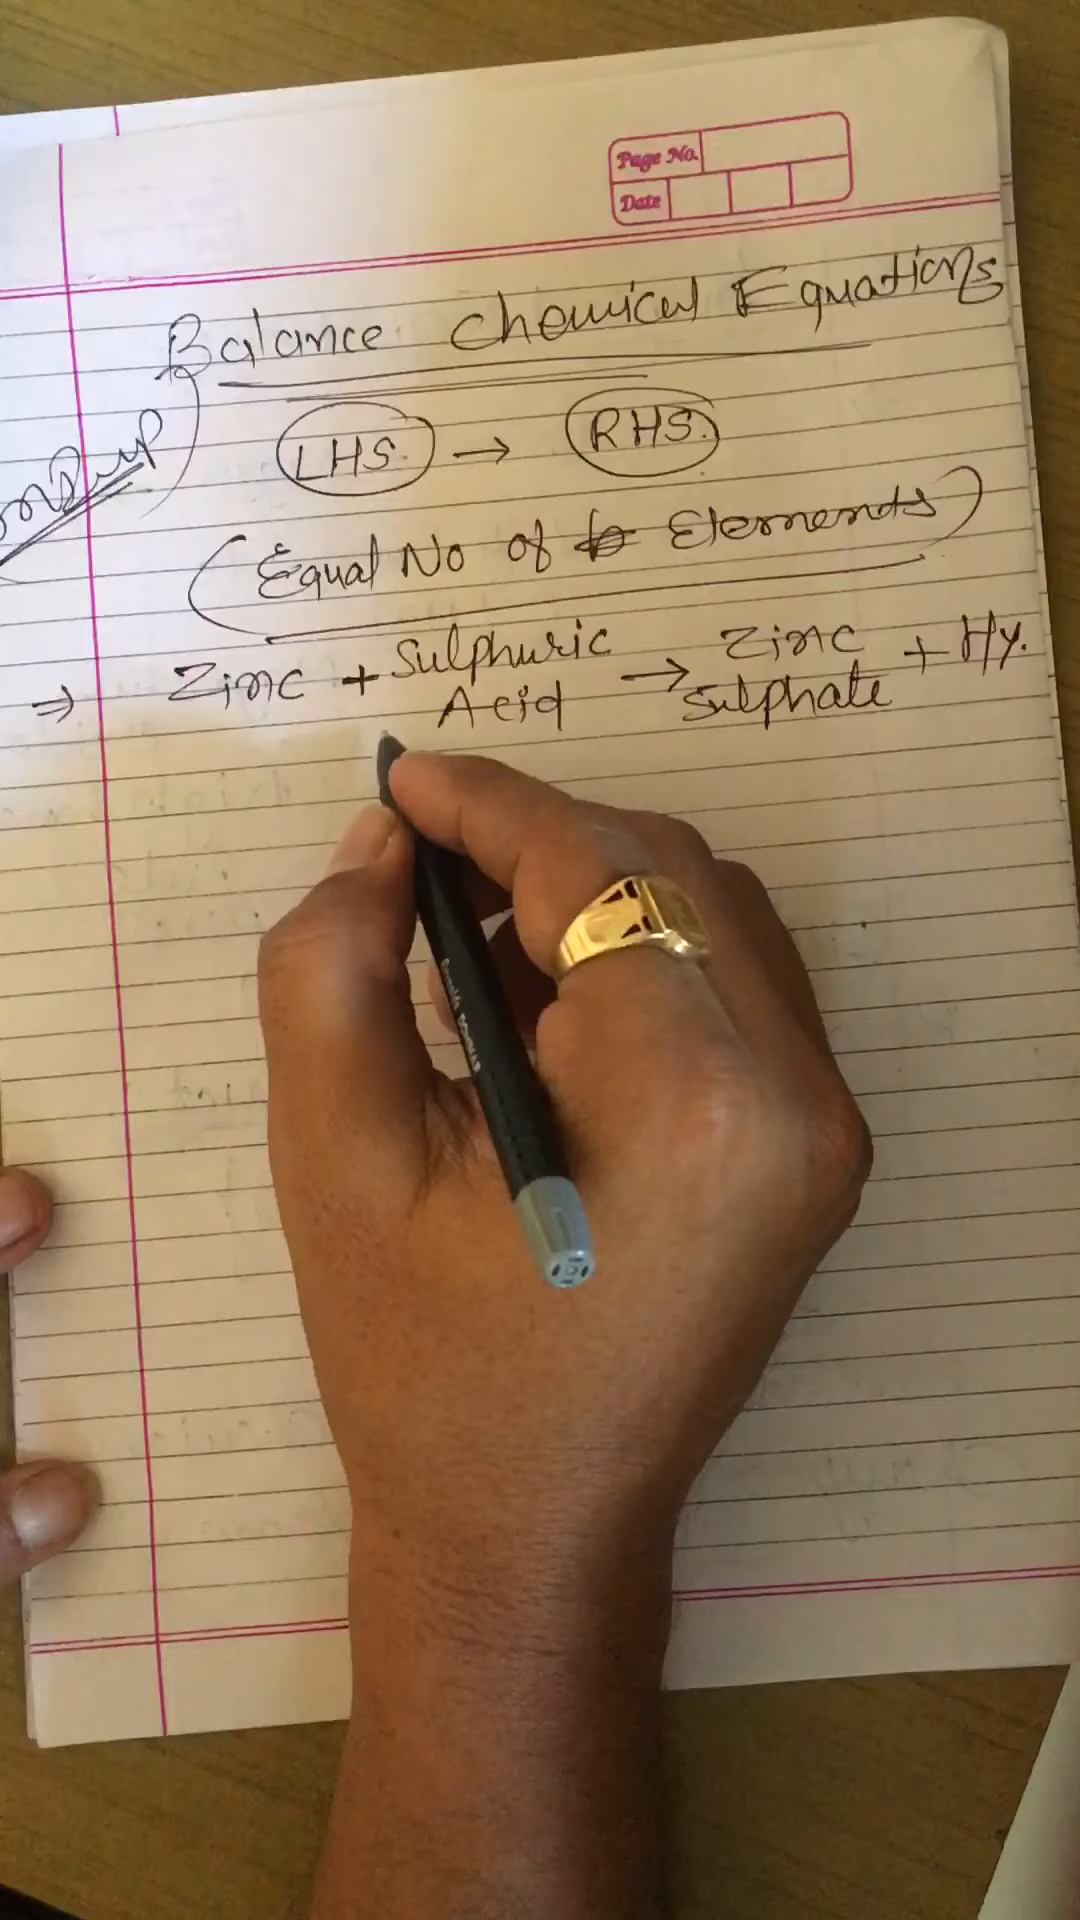 Page No.
Date
Balance Chemical Equations
LHS. → RHS.
(Equal No of Elements)
⇒ Zinc + Sulphuric Acid → Zinc Sulphate + Hy.